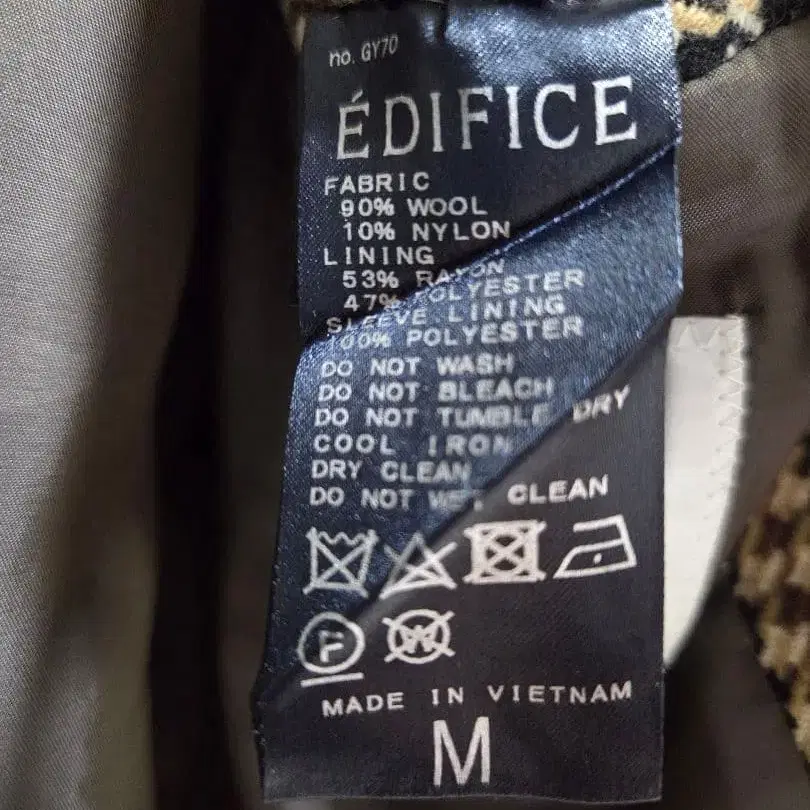 no. GY70
ÉDIFICE
FABRIC
90% WOOL
10% NYLON
LINING
53% RAYON
47% POLYESTER
SLEEVE LINING
100% POLYESTER
DO NOT WASH
DO NOT BLEACH
DO NOT TUMBLE DRY
COOL IRON
DRY CLEAN
DO NOT WET CLEAN
F
W
MADE IN VIETNAM
M